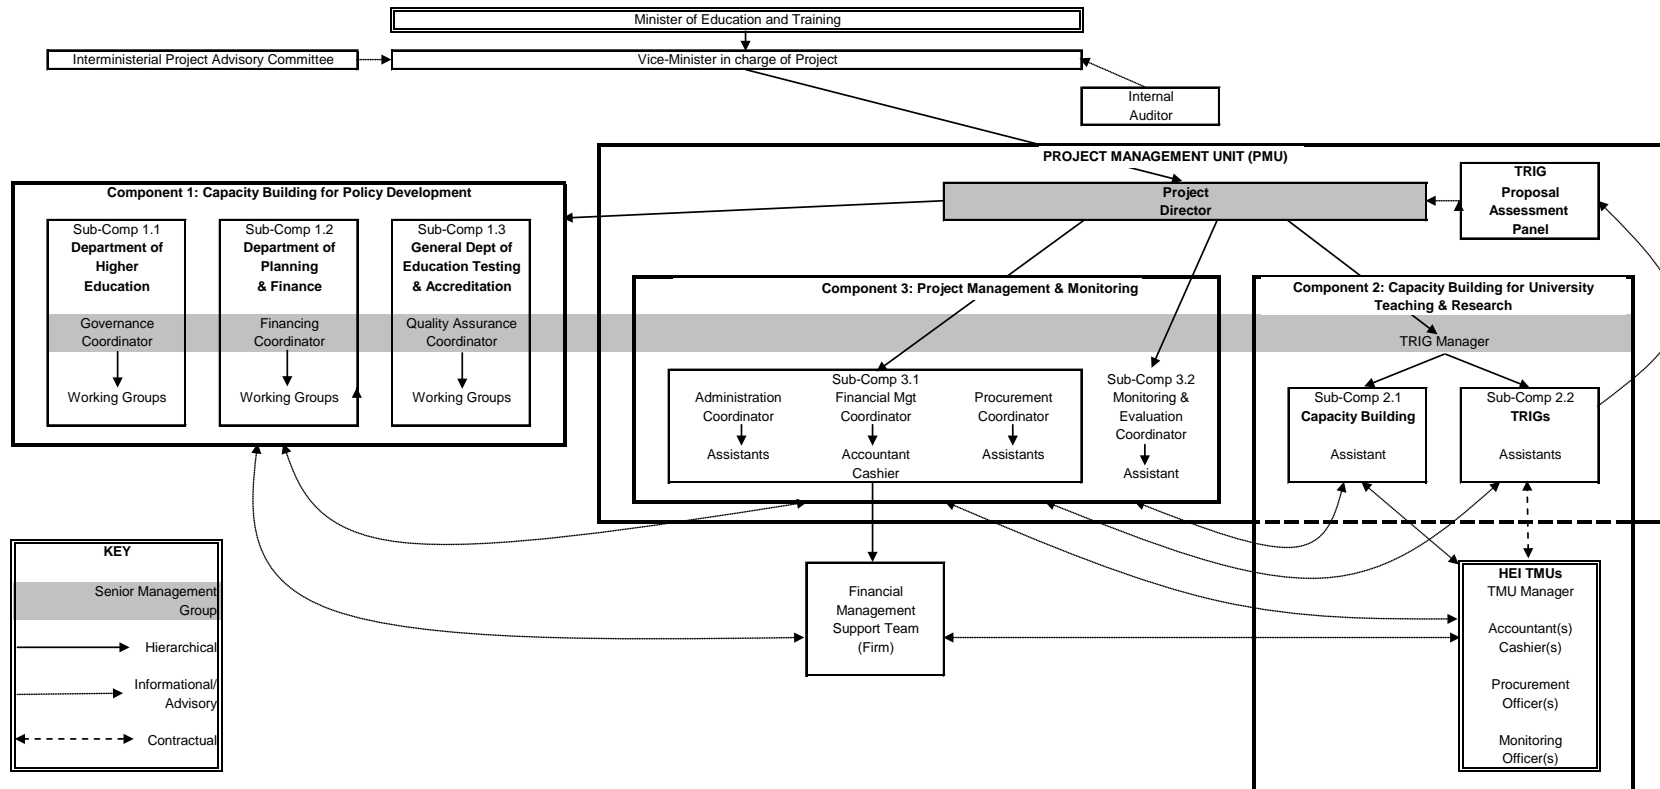 Minister of Education and Training
Interministerial Project Advisory Committee
Vice-Minister in charge of Project
Internal
Auditor
PROJECT MANAGEMENT UNIT (PMU)
Project
Director
TRIG
Proposal
Assessment
Panel
Component 1: Capacity Building for Policy Development
Sub-Comp 1.1
Department of
Higher
Education
Governance
Coordinator
Working Groups
Sub-Comp 1.2
Department of
Planning
& Finance
Financing
Coordinator
Working Groups
Sub-Comp 1.3
General Dept of
Education Testing
& Accreditation
Quality Assurance
Coordinator
Working Groups
Component 3: Project Management & Monitoring
Sub-Comp 3.1
Administration
Coordinator
Assistants
Financial Mgt
Coordinator
Accountant
Cashier
Procurement
Coordinator
Assistants
Sub-Comp 3.2
Monitoring &
Evaluation
Coordinator
Assistant
Component 2: Capacity Building for University
Teaching & Research
TRIG Manager
Sub-Comp 2.1
Capacity Building
Assistant
Sub-Comp 2.2
TRIGs
Assistants
KEY
Senior Management
Group
Hierarchical
Informational/
Advisory
Contractual
Financial
Management
Support Team
(Firm)
HEI TMUs
TMU Manager
Accountant(s)
Cashier(s)
Procurement
Officer(s)
Monitoring
Officer(s)